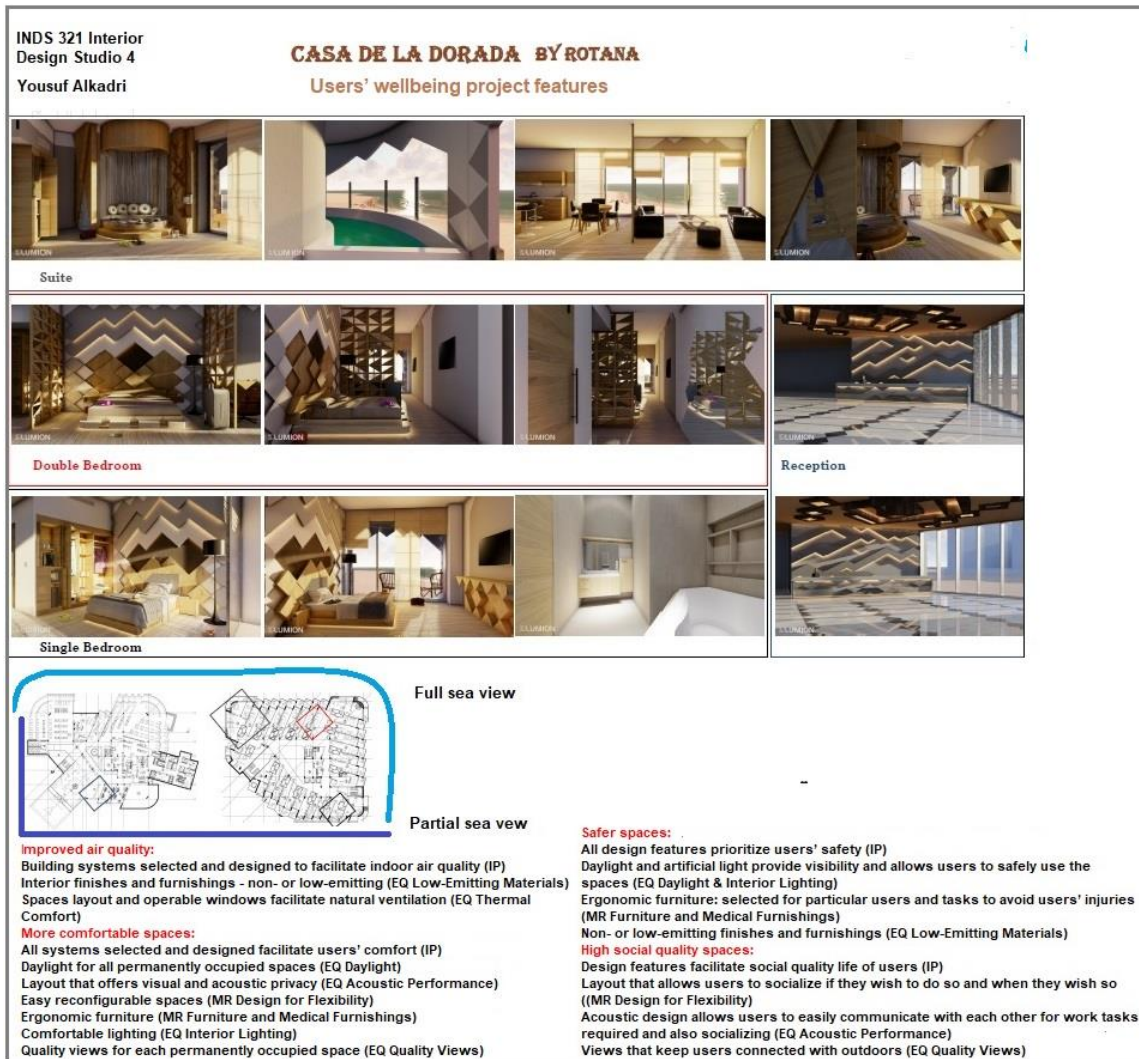 INDS 321 Interior
Design Studio 4
Yousuf Alkadri
CASA DE LA DORADA BY ROTANA
Users' wellbeing project features
LUMION
LUMION
LUMION
LUMION
Suite
LUMION
LUMION
LUMION
LUMION
Double Bedroom
Reception
LUMION
LUMION
LUMION
LUMION
Single Bedroom
Full sea view
Partial sea vew
--
Improved air quality:
Building systems selected and designed to facilitate indoor air quality (IP)
Interior finishes and furnishings - non- or low-emitting (EQ Low-Emitting Materials)
Spaces layout and operable windows facilitate natural ventilation (EQ Thermal
Comfort)
More comfortable spaces:
All systems selected and designed facilitate users' comfort (IP)
Daylight for all permanently occupied spaces (EQ Daylight)
Layout that offers visual and acoustic privacy (EQ Acoustic Performance)
Easy reconfigurable spaces (MR Design for Flexibility)
Ergonomic furniture (MR Furniture and Medical Furnishings)
Comfortable lighting (EQ Interior Lighting)
Quality views for each permanently occupied space (EQ Quality Views)
Safer spaces:
All design features prioritize users' safety (IP)
Daylight and artificial light provide visibility and allows users to safely use the
spaces (EQ Daylight & Interior Lighting)
Ergonomic furniture: selected for particular users and tasks to avoid users' injuries
(MR Furniture and Medical Furnishings)
Non- or low-emitting finishes and furnishings (EQ Low-Emitting Materials)
High social quality spaces:
Design features facilitate social quality life of users (IP)
Layout that allows users to socialize if they wish to do so and when they wish so
((MR Design for Flexibility)
Acoustic design allows users to easily communicate with each other for work tasks
required and also socializing (EQ Acoustic Performance)
Views that keep users connected with outdoors (EQ Quality Views)